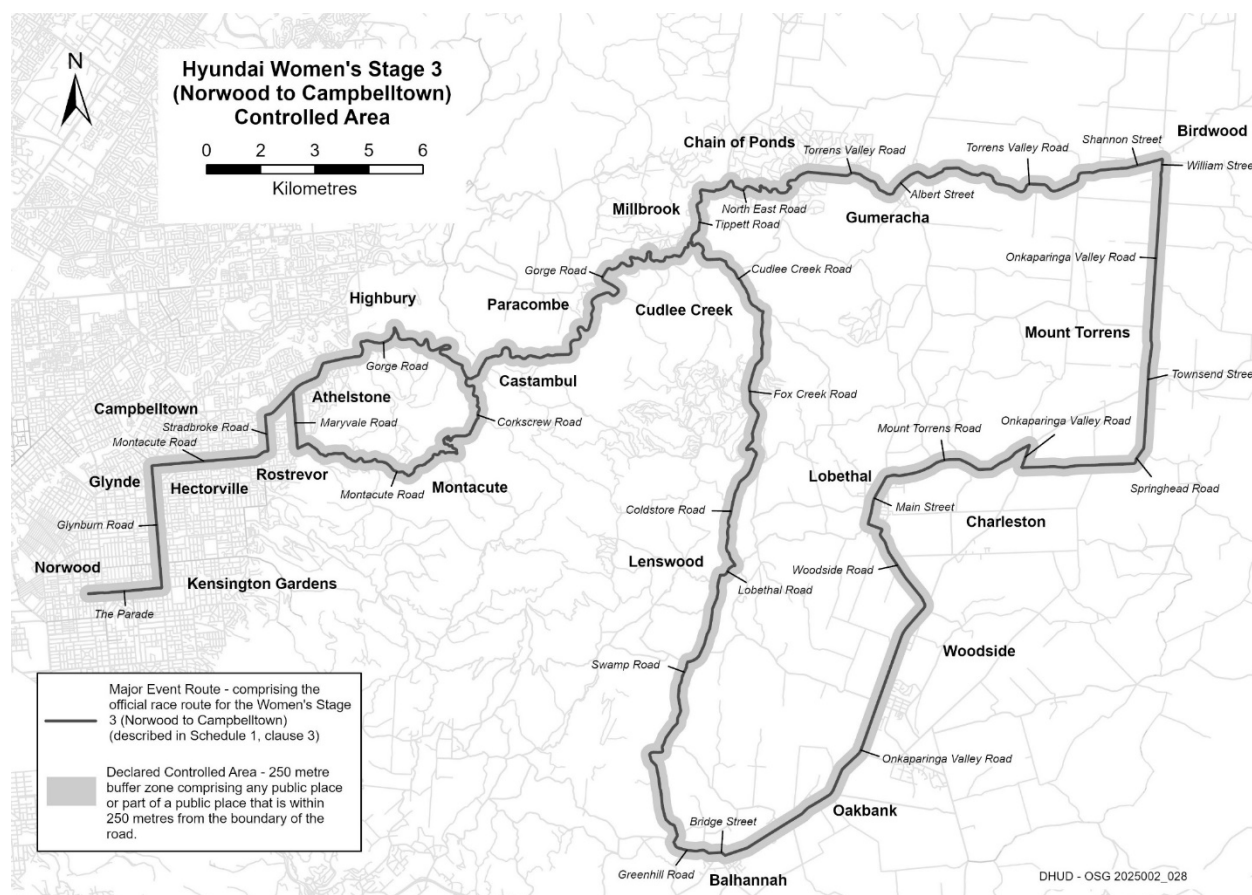 N
Hyundai Women's Stage 3
(Norwood to Campbelltown)
Controlled Area
0 2 3 5 6
Kilometres
Birdwood
Shannon Street
William Street
Chain of Ponds
Torrens Valley Road
Torrens Valley Road
Albert Street
Gumeracha
Millbrook
North East Road
Tippett Road
Onkaparinga Valley Road
Gorge Road
Cudlee Creek Road
Paracombe
Cudlee Creek
Highbury
Mount Torrens
Gorge Road
Castambul
Townsend Street
Athelstone
Fox Creek Road
Campbelltown
Stradbroke Road
Maryvale Road
Corkscrew Road
Onkaparinga Valley Road
Montacute Road
Mount Torrens Road
Glynde
Hectorville
Rostrevor
Montacute
Lobethal
Springhead Road
Montacute Road
Main Street
Glynburn Road
Coldstore Road
Charleston
Norwood
Kensington Gardens
Lenswood
Woodside Road
The Parade
Lobethal Road
Woodside
Swamp Road
Major Event Route - comprising the
official race route for the Women's Stage
3 (Norwood to Campbelltown)
(described in Schedule 1, clause 3)
Declared Controlled Area - 250 metre
buffer zone comprising any public place
or part of a public place that is within
250 metres from the boundary of the
road.
Onkaparinga Valley Road
Oakbank
Bridge Street
Greenhill Road
Balhannah
DHUD - OSG 2025002_028